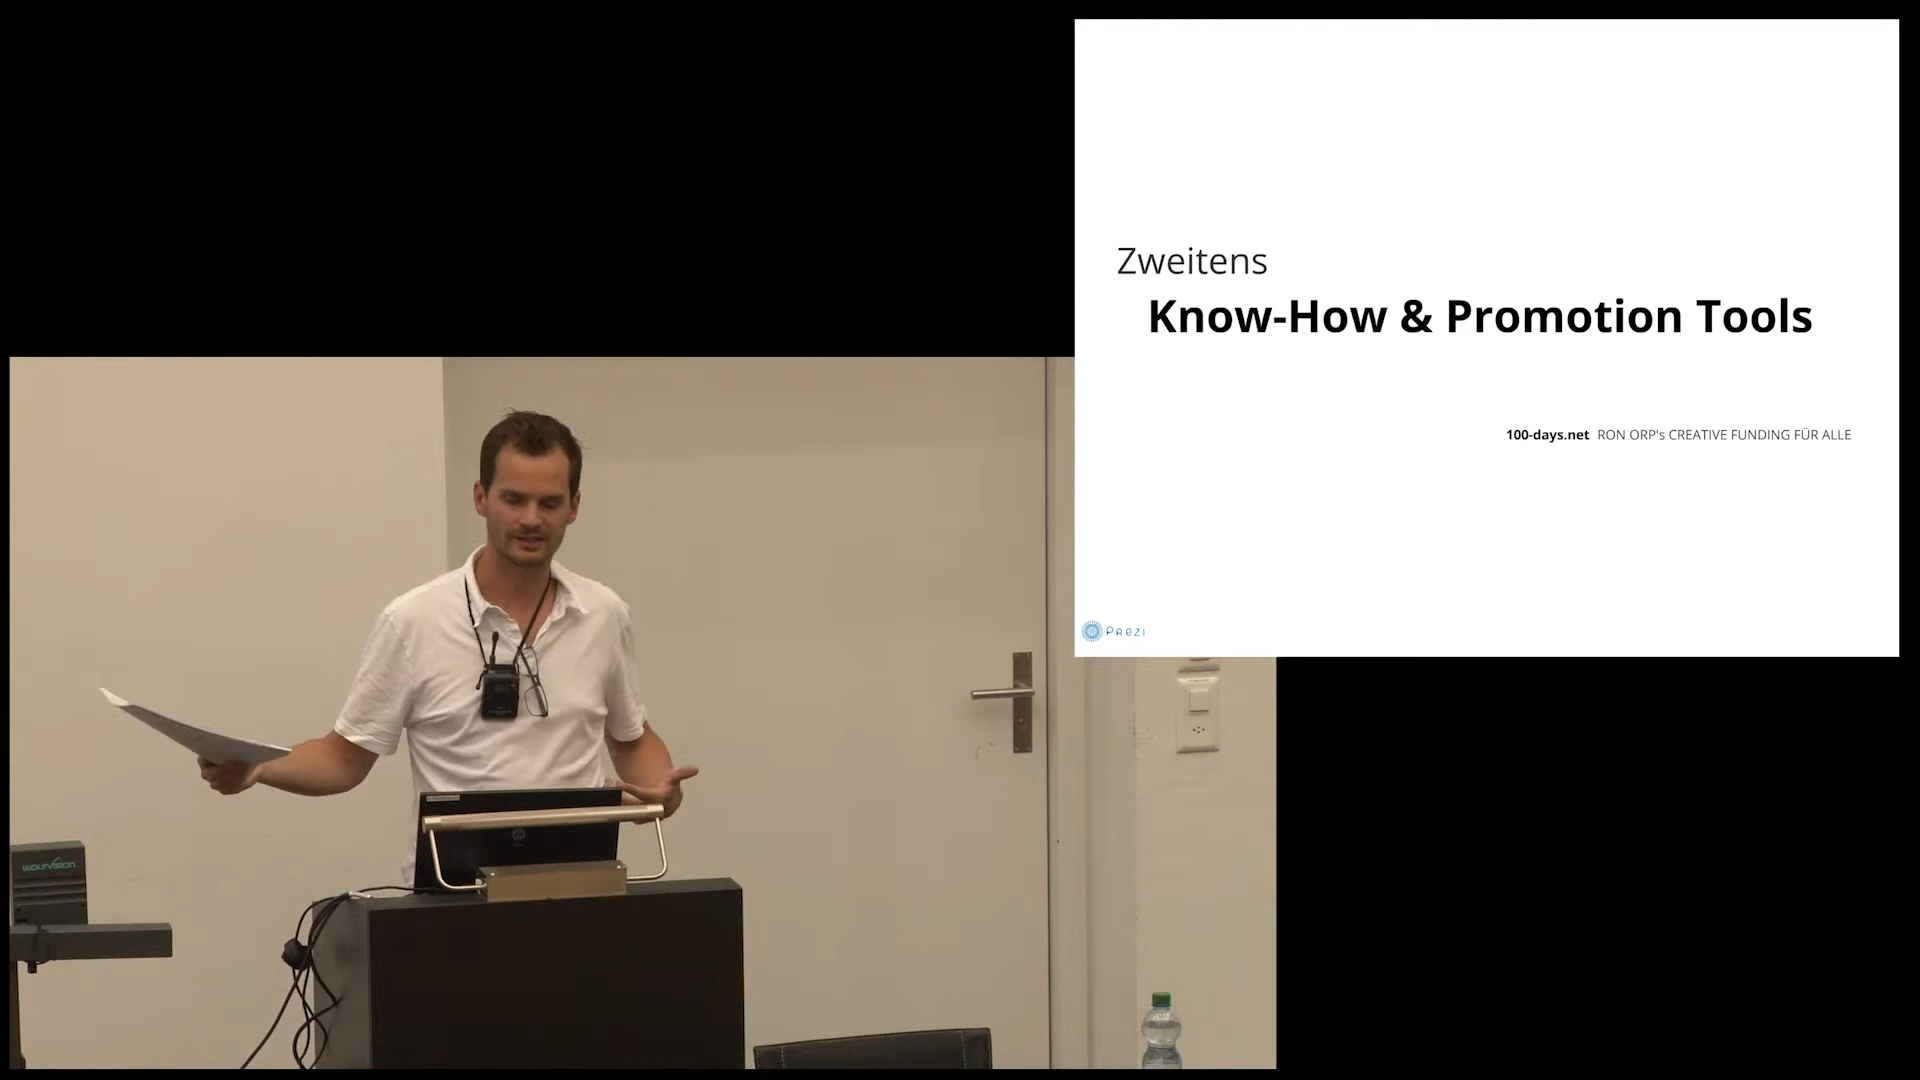 Zweitens
Know-How & Promotion Tools
100-days.net RON ORP's CREATIVE FUNDING FÜR ALLE
Prezi
WOLFVISION